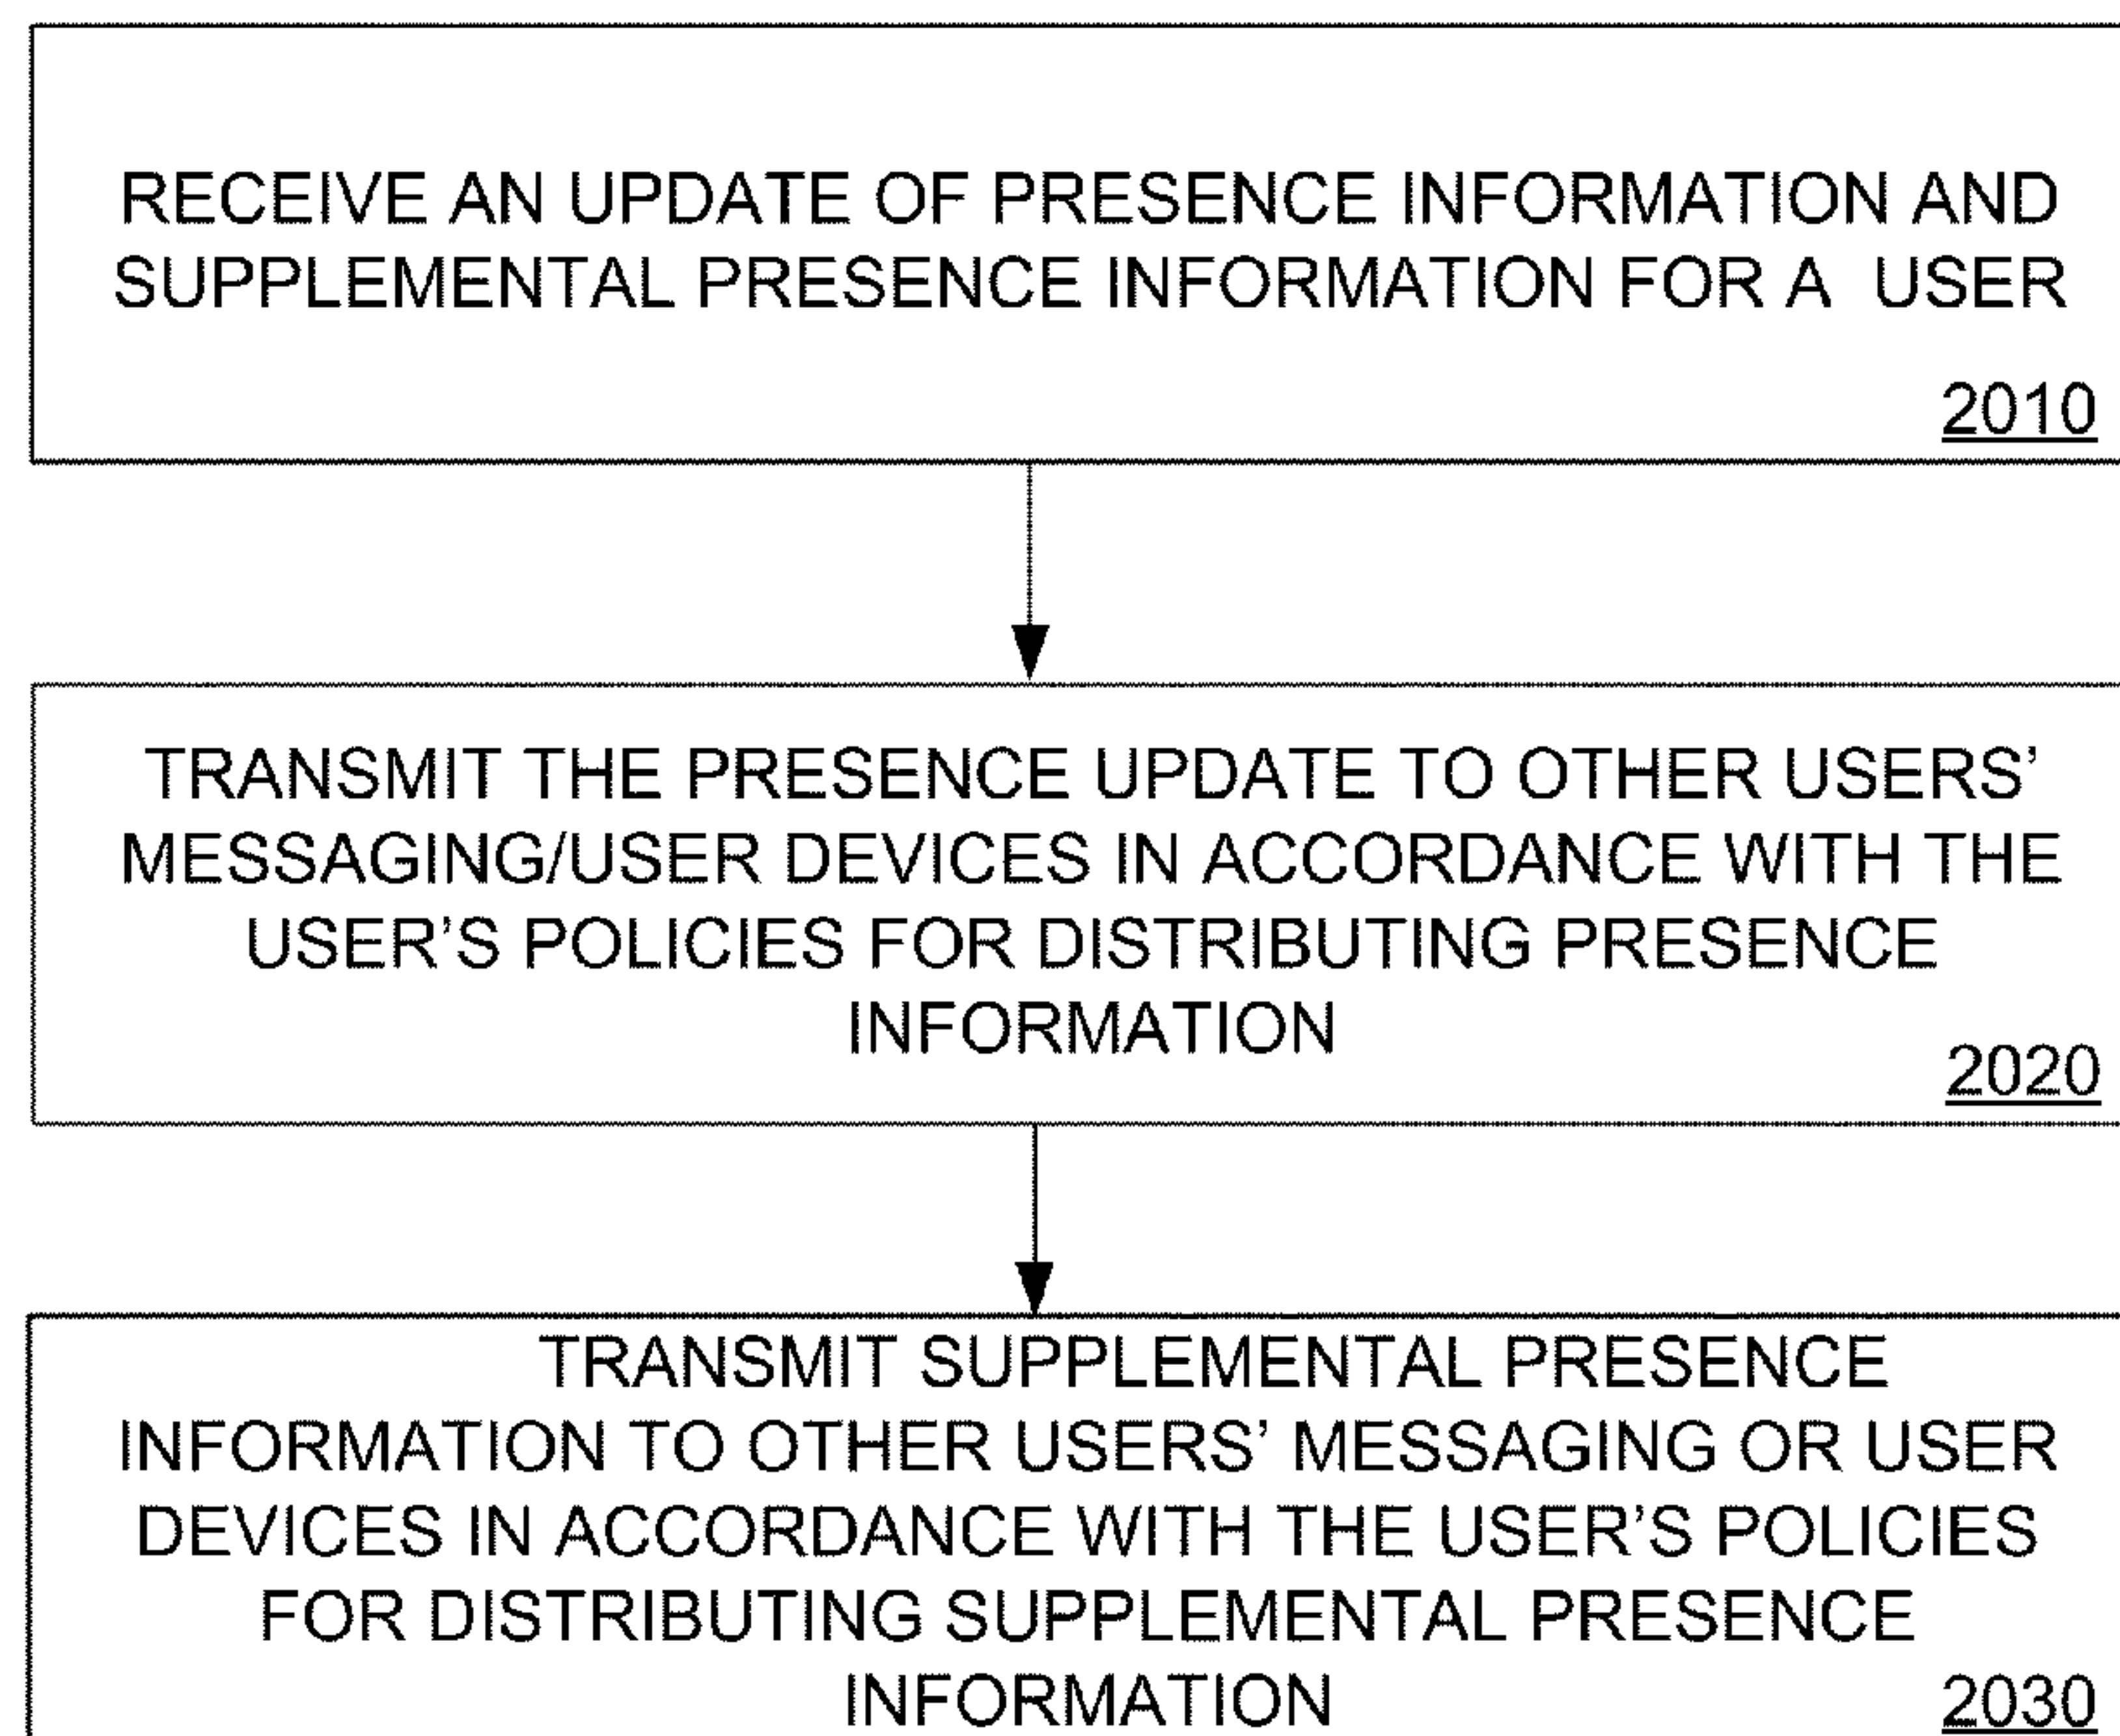 RECEIVE AN UPDATE OF PRESENCE INFORMATION AND
SUPPLEMENTAL PRESENCE INFORMATION FOR A USER
2010
TRANSMIT THE PRESENCE UPDATE TO OTHER USERS’
MESSAGING/USER DEVICES IN ACCORDANCE WITH THE
USER’S POLICIES FOR DISTRIBUTING PRESENCE
INFORMATION
2020
TRANSMIT SUPPLEMENTAL PRESENCE
INFORMATION TO OTHER USERS’ MESSAGING OR USER
DEVICES IN ACCORDANCE WITH THE USER’S POLICIES
FOR DISTRIBUTING SUPPLEMENTAL PRESENCE
INFORMATION
2030